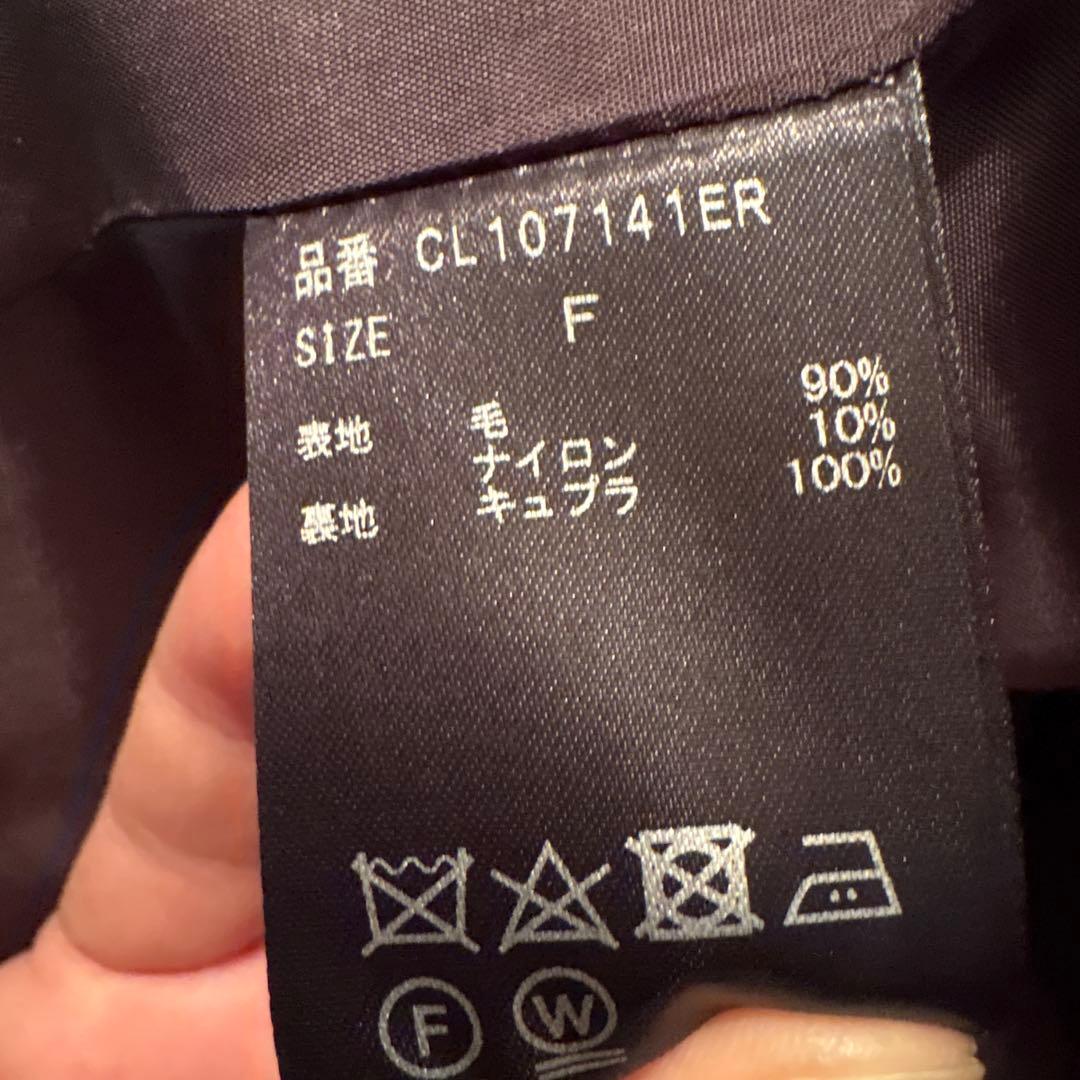 品番 CL107141ER
SIZE F
表地 毛 90%
ナイロン 10%
裏地 キュプラ 100%
F W